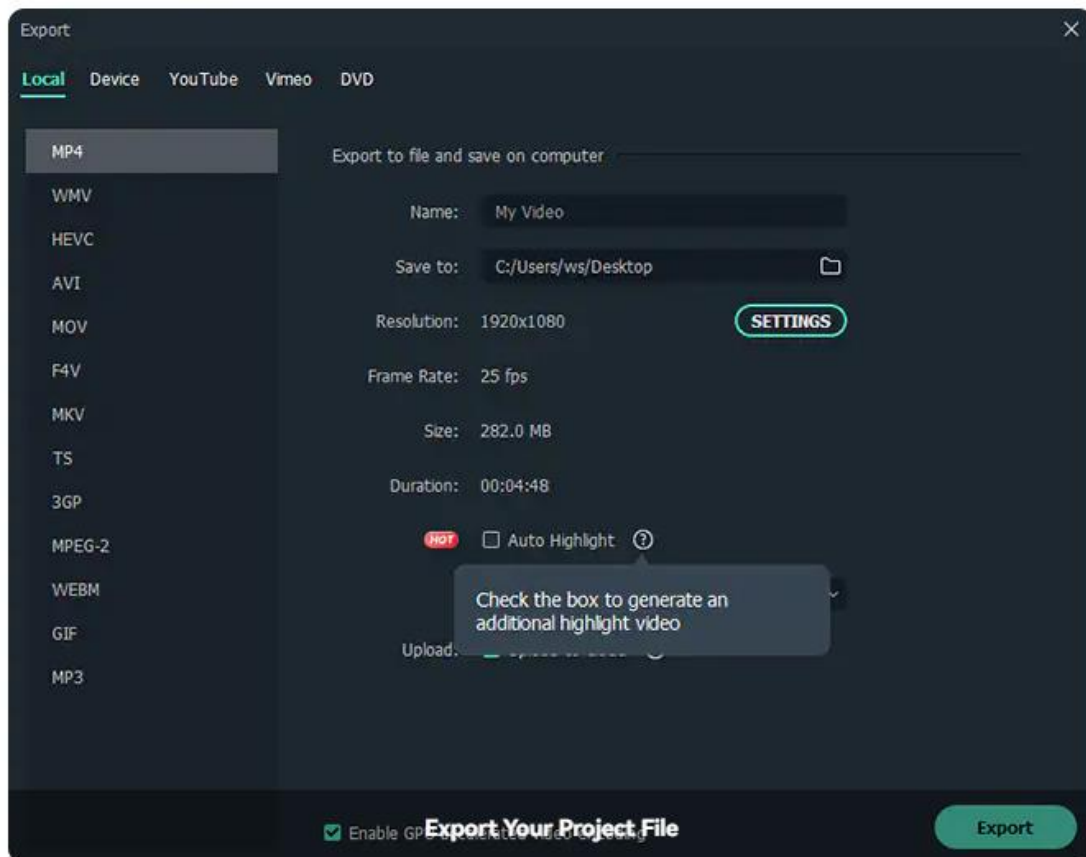 Export
Local Device YouTube Vimeo DVD
MP4
WMV
HEVC
AVI
MOV
F4V
MKV
TS
3GP
MPEG-2
WEBM
GIF
MP3
Export to file and save on computer
Name: My Video
Save to: C:/Users/ws/Desktop
Resolution: 1920x1080 SETTINGS
Frame Rate: 25 fps
Size: 282.0 MB
Duration: 00:04:48
HOT Auto Highlight ?
Check the box to generate an
additional highlight video
Upload:
Enable
Export Your Project File
Export